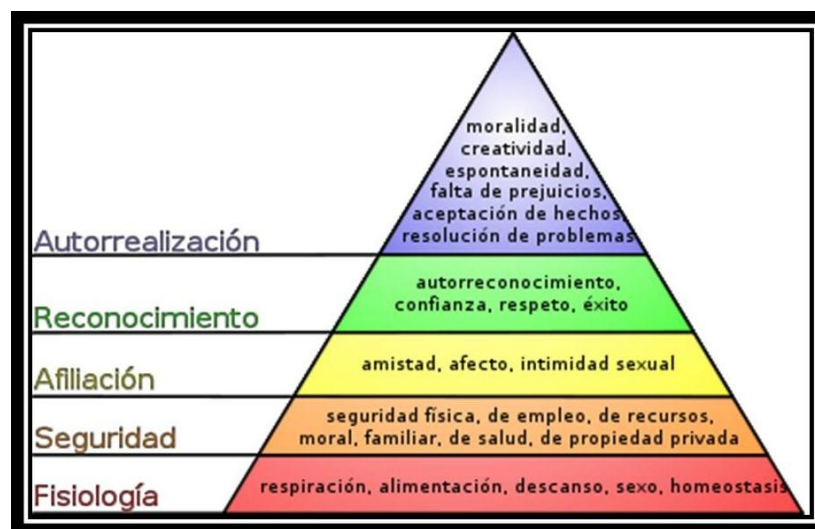 moralidad,
creatividad,
espontaneidad,
falta de prejuicios,
aceptación de hechos,
resolución de problemas
Autorrealización
autorreconocimiento,
confianza, respeto, éxito
Reconocimiento
amistad, afecto, intimidad sexual
Afiliación
seguridad física, de empleo, de recursos,
moral, familiar, de salud, de propiedad privada
Seguridad
respiración, alimentación, descanso, sexo, homeostasis
Fisiología